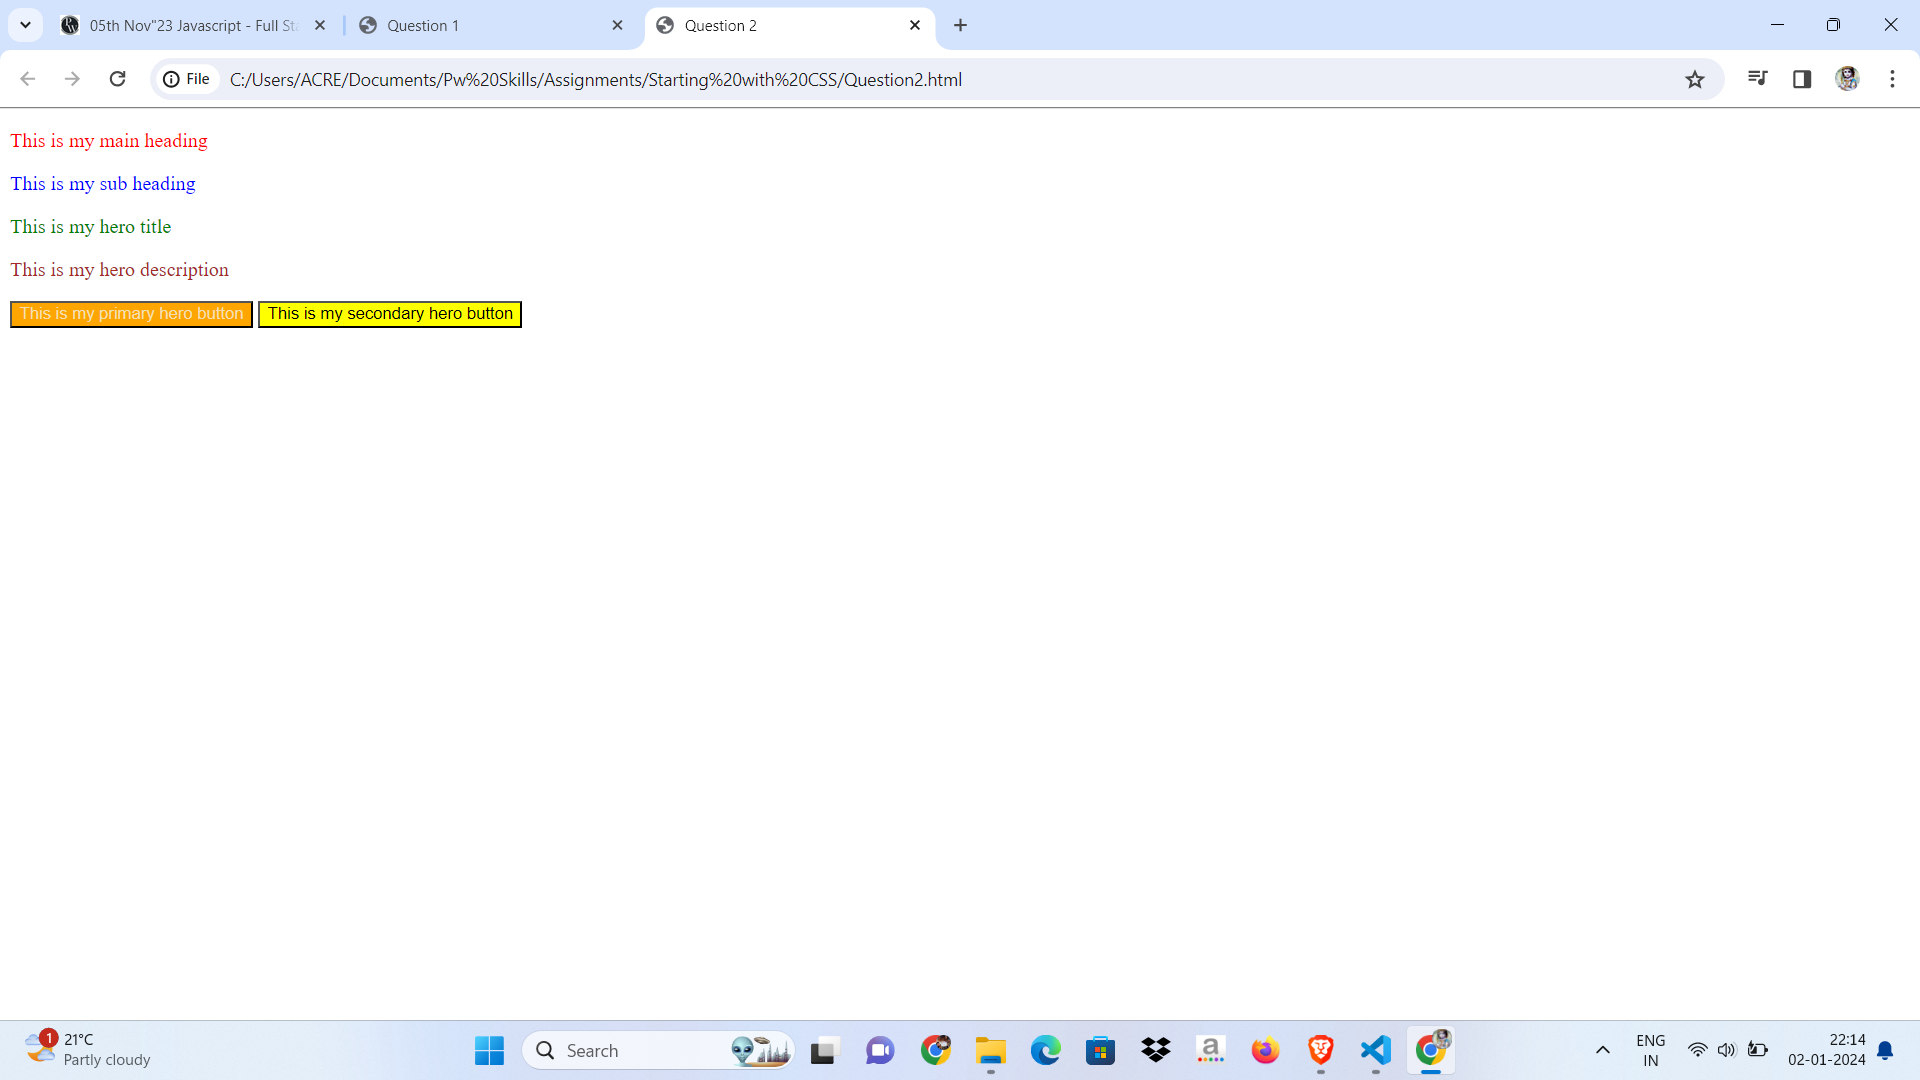 05th Nov"23 Javascript - Full Sta
Question 1
Question 2
File
C:/Users/ACRE/Documents/Pw%20Skills/Assignments/Starting%20with%20CSS/Question2.html
This is my main heading
This is my sub heading
This is my hero title
This is my hero description
This is my primary hero button This is my secondary hero button
1
21°C
Partly cloudy
Search
a
ENG
IN
22:14
02-01-2024